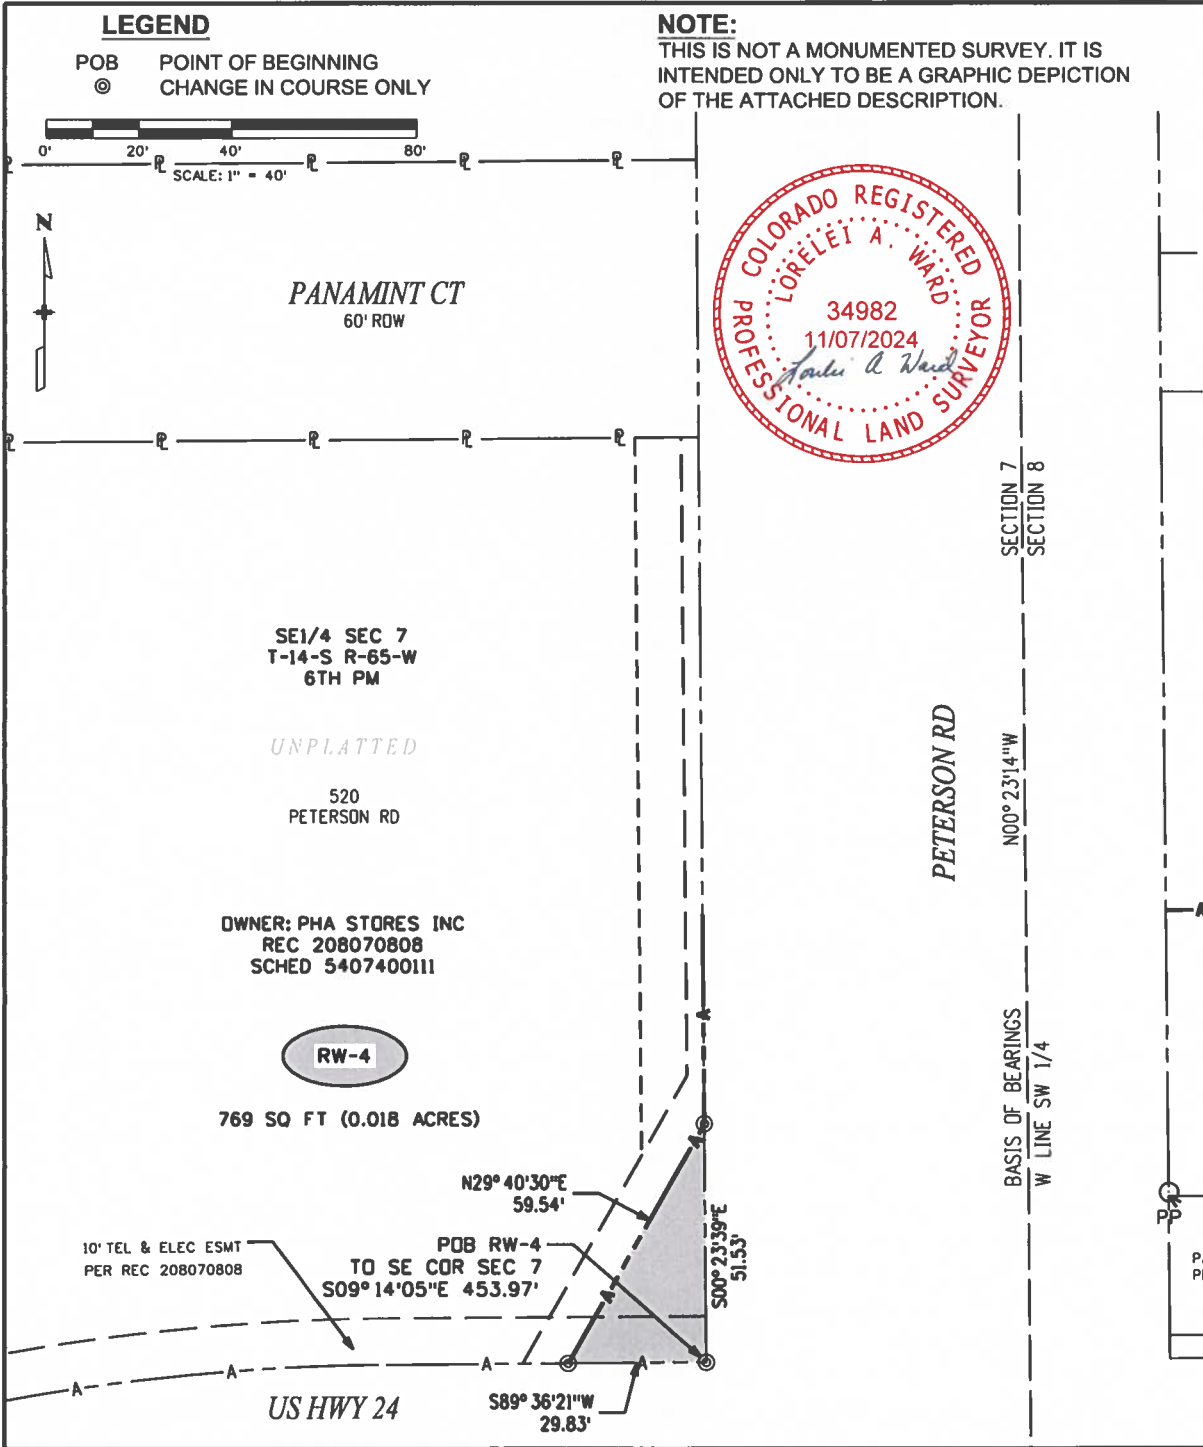 LEGEND
POB POINT OF BEGINNING
◎ CHANGE IN COURSE ONLY
0' 20' 40' 80'
SCALE: 1" = 40'
NOTE:
THIS IS NOT A MONUMENTED SURVEY. IT IS
INTENDED ONLY TO BE A GRAPHIC DEPICTION
OF THE ATTACHED DESCRIPTION.
N
PANAMINT CT
60' ROW
COLORADO REGISTERED
LORELEI A. WARD
34982
11/07/2024
Lorelei A Ward
PROFESSIONAL LAND SURVEYOR
SECTION 7
SECTION 8
SE1/4 SEC 7
T-14-S R-65-W
6TH PM
UNPLATTED
520
PETERSON RD
PETERSON RD
N00°23'14"W
OWNER: PHA STORES INC
REC 208070808
SCHED 5407400111
RW-4
769 SQ FT (0.018 ACRES)
BASIS OF BEARINGS
W LINE SW 1/4
N29°40'30"E
59.54'
S00°23'39"E
51.53'
PP
POB RW-4
TO SE COR SEC 7
S09°14'05"E 453.97'
10' TEL & ELEC ESMT
PER REC 208070808
A
A
A
A
A
A
A
US HWY 24
S89°36'21"W
29.83'